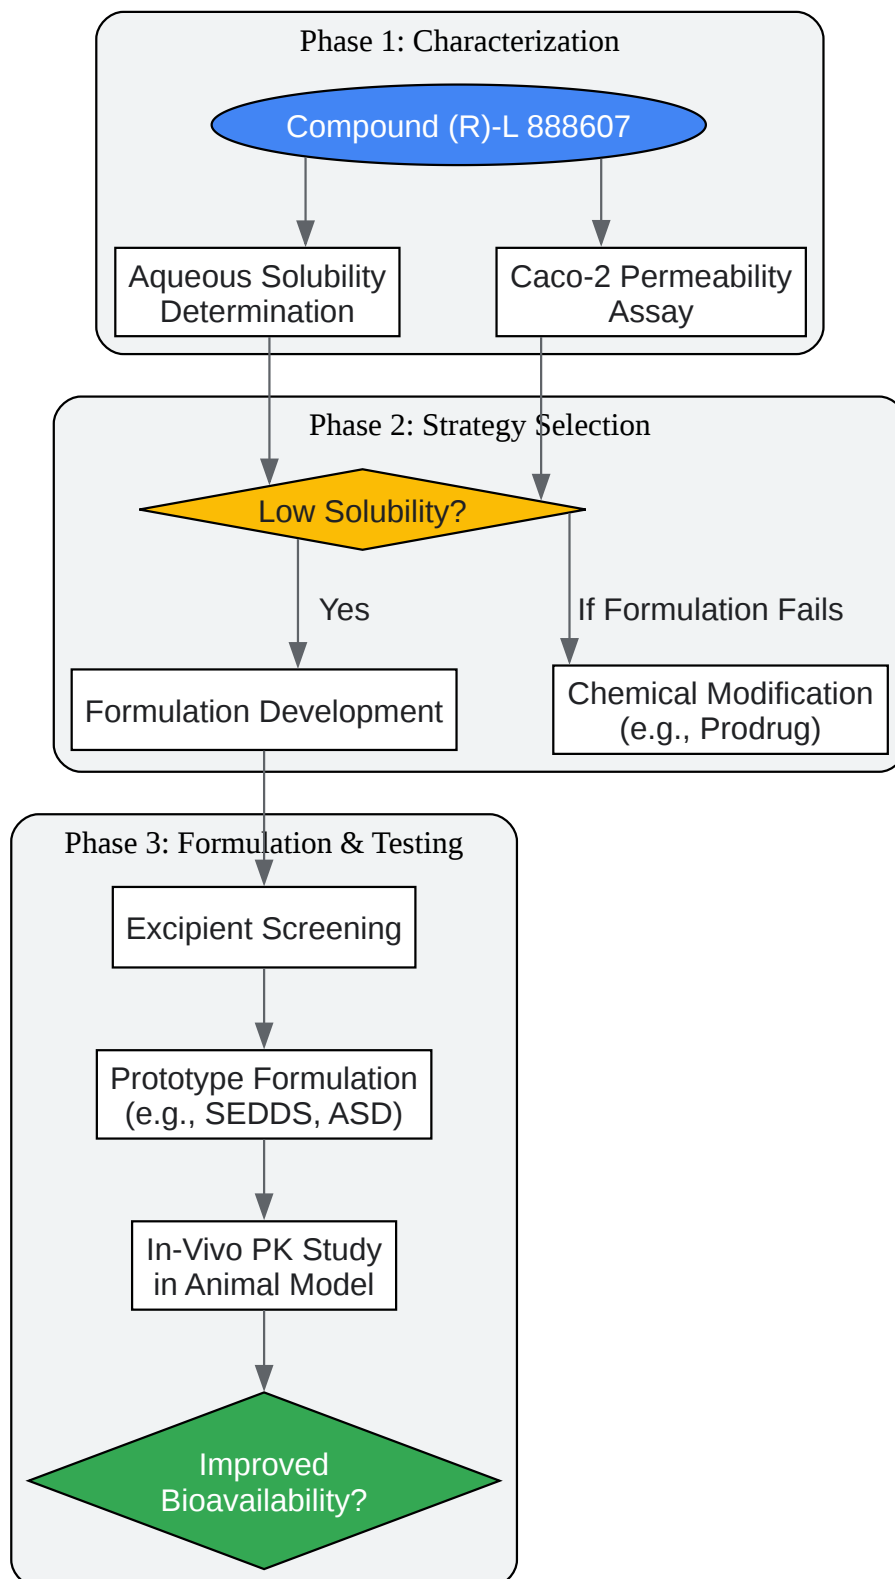 Phase 1: Characterization
Compound (R)-L 888607
Aqueous Solubility
Determination
Caco-2 Permeability
Assay
Phase 2: Strategy Selection
Low Solubility?
Yes
If Formulation Fails
Formulation Development
Chemical Modification
(e.g., Prodrug)
Phase 3: Formulation & Testing
Excipient Screening
Prototype Formulation
(e.g., SEDDS, ASD)
In-Vivo PK Study
in Animal Model
Improved
Bioavailability?